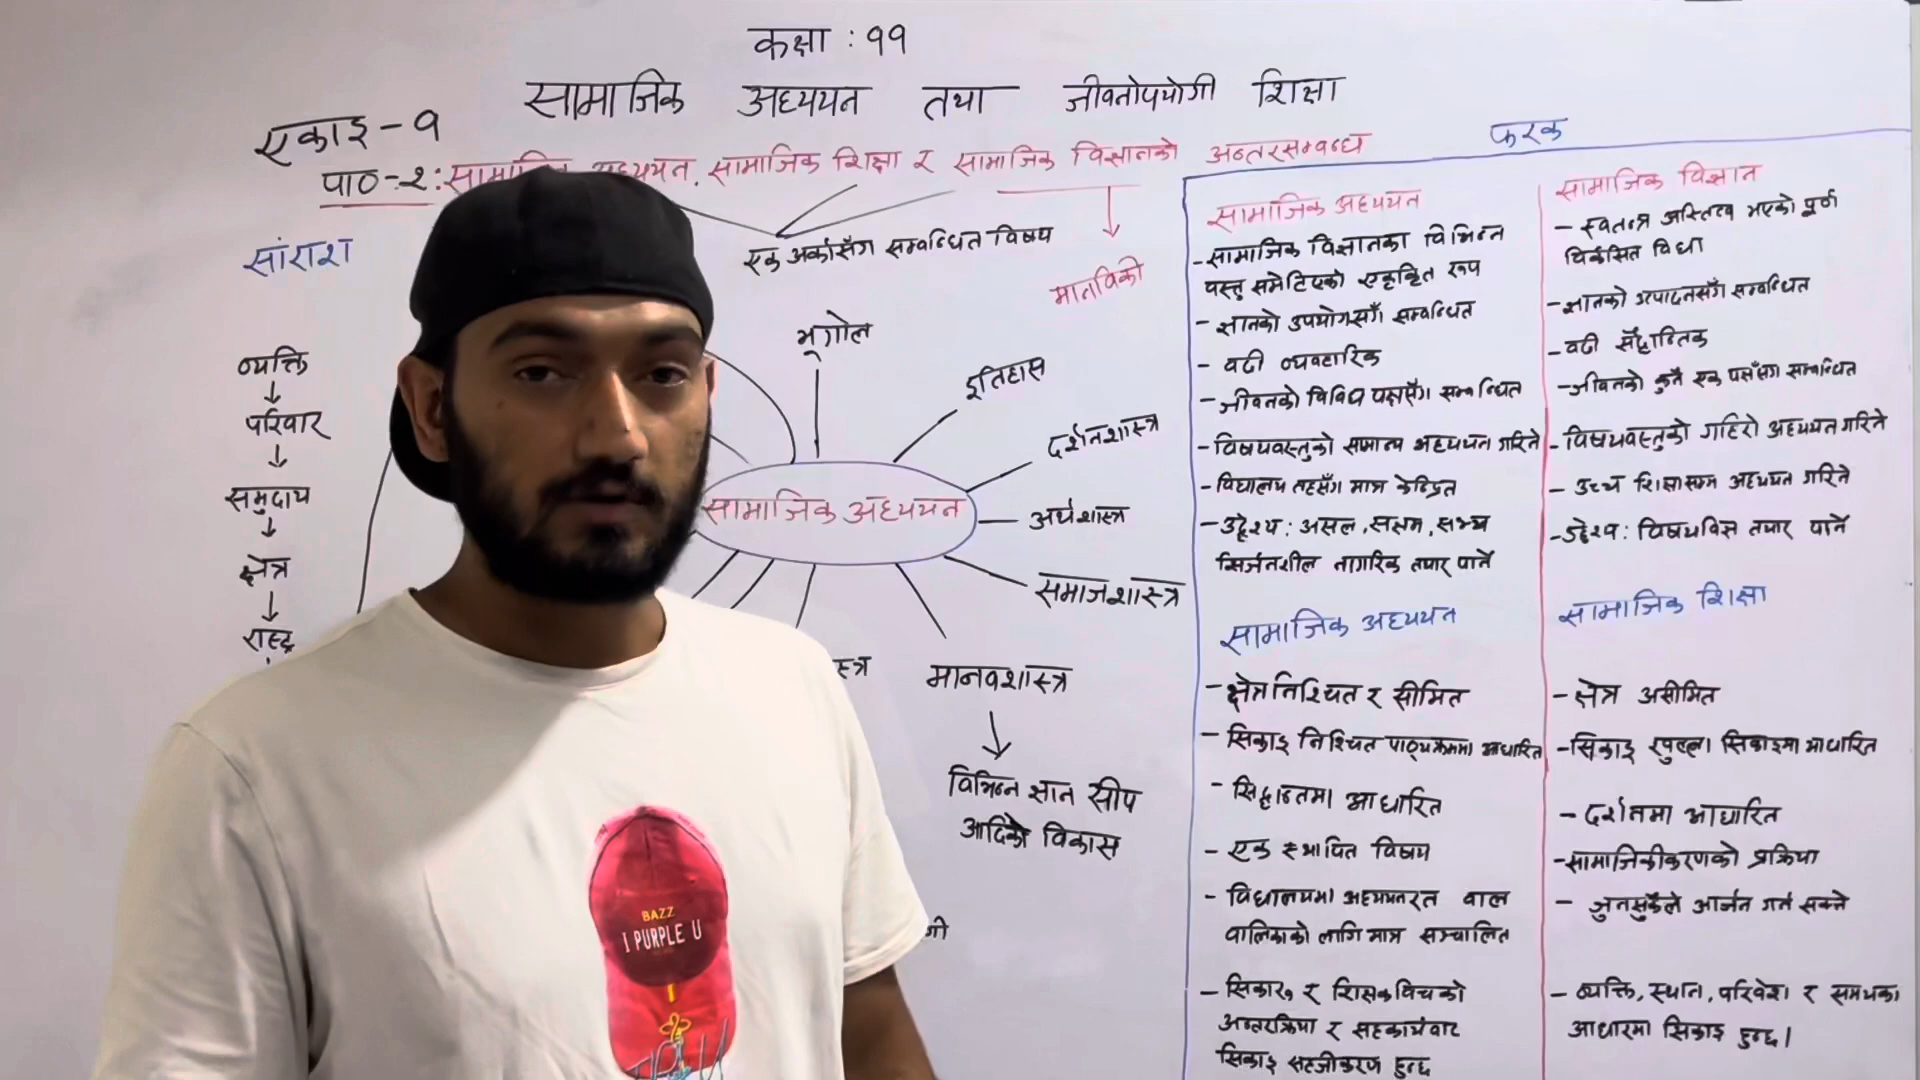 कक्षा : ११
सामाजिक अध्ययन तथा जीवनोपयोगी शिक्षा
एकाइ - १
पाठ-२: सामाजिक अध्ययन, सामाजिक शिक्षा र सामाजिक विज्ञानको अन्तरसम्बन्ध
सारांश
एक अर्कासँग सम्बन्धित विषय
मानविकी
व्यक्ति
परिवार
समुदाय
क्षेत्र
राष्ट्र
भूगोल
इतिहास
दर्शनशास्त्र
अर्थशास्त्र
समाजशास्त्र
मानवशास्त्र
स्त्र
सामाजिक अध्ययन
विभिन्न ज्ञान सीप
आदिको विकास
फरक
सामाजिक अध्ययन
- सामाजिक विज्ञानका विभिन्न
वस्तु समेटिएको एकीकृत रूप
- ज्ञानको उपयोगसँग सम्बन्धित
- बढी व्यवहारिक
- जीवनको विविध पक्षसँग सम्बन्धित
- विषयवस्तुको सामान्य अध्ययन गरिने
- विद्यालय तहसँग मात्र केन्द्रित
- उद्देश्य : असल, सक्षम, सभ्य
सिर्जनशील नागरिक तयार पार्ने
सामाजिक विज्ञान
- स्वतन्त्र अस्तित्व भएको पूर्ण
विकसित विधा
- ज्ञानको उत्पादनसँग सम्बन्धित
- बढी सैद्धान्तिक
- जीवनको कुनै एक पक्षसँग सम्बन्धित
- विषयवस्तुको गहिरो अध्ययन गरिने
- उच्च शिक्षासम्म अध्ययन गरिने
- उद्देश्य : विषयविज्ञ तयार पार्ने
सामाजिक अध्ययन
- क्षेत्र निश्चित र सीमित
- सिकाइ निश्चित पाठ्यक्रममा आधारित
- सिद्धान्तमा आधारित
- एक स्थापित विषय
- विद्यालयमा अध्ययनरत बाल
बालिकाको लागि मात्र सञ्चालित
- सिकारु र शिक्षक बिचको
अन्तरक्रिया र सहकार्यबाट
सिकाइ सहजीकरण हुन्छ
सामाजिक शिक्षा
- क्षेत्र असीमित
- सिकाइ खुल्ला सिकाइमा आधारित
- दर्शनमा आधारित
- सामाजिकीकरणको प्रक्रिया
- जुनसुकैले आर्जन गर्न सक्ने
- व्यक्ति, स्थान, परिवेश र समयका
आधारमा सिकाइ हुन्छ।
BAZZ
I PURPLE U